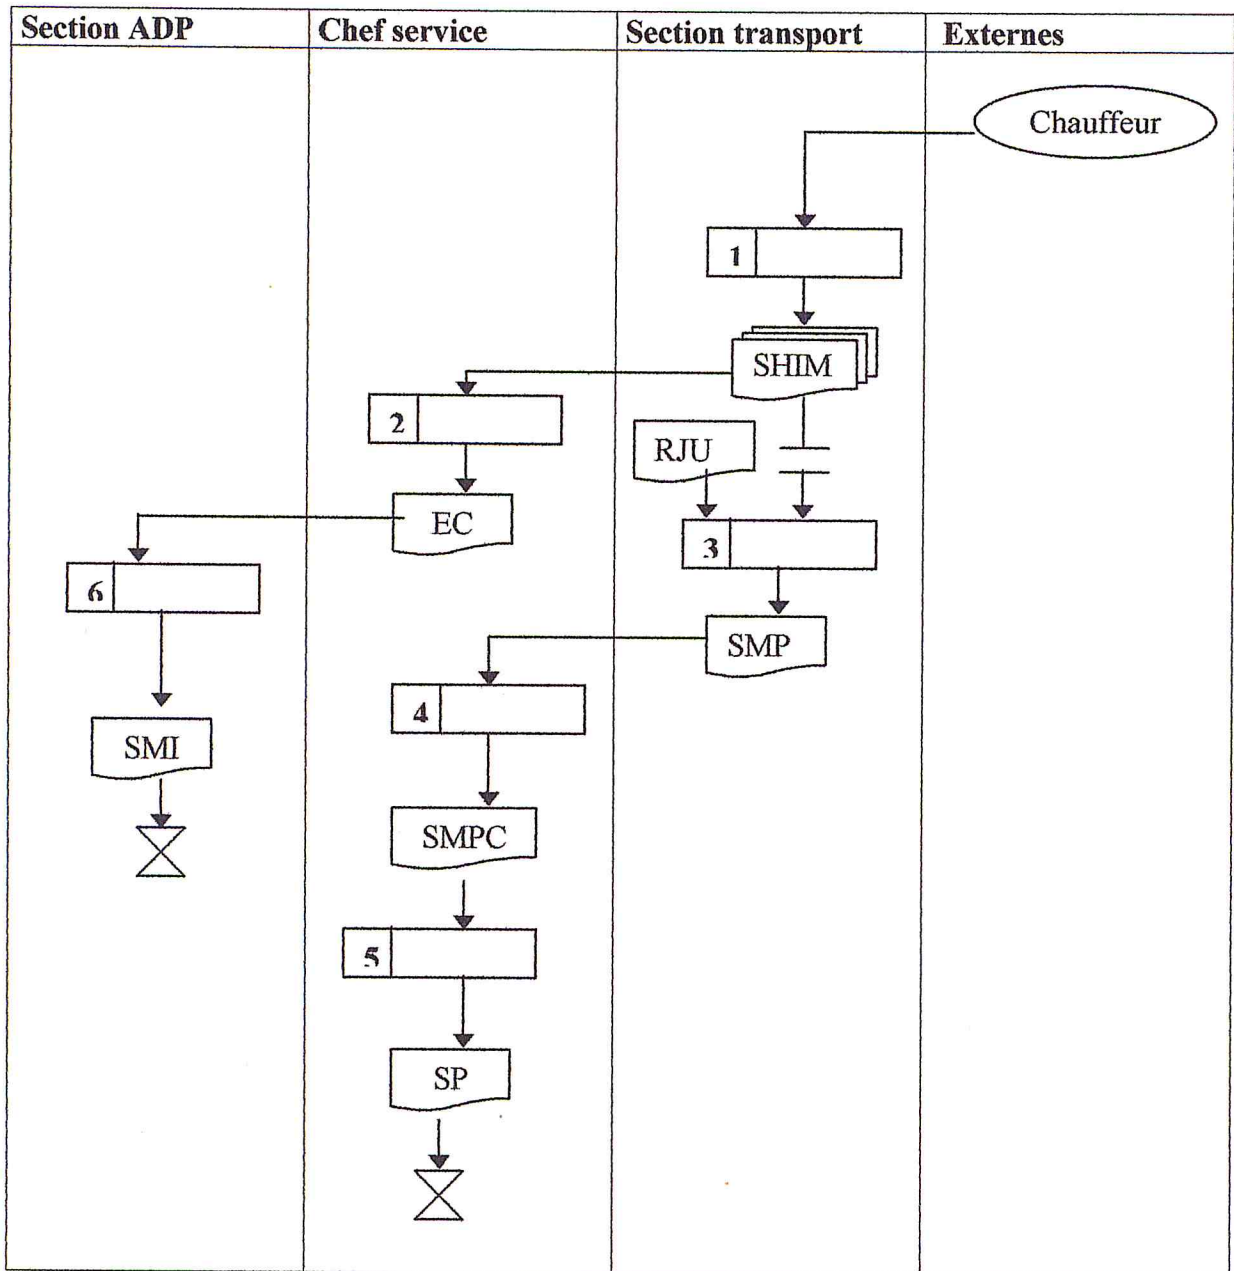 Section ADP
Chef service
Section transport
Externes
Chauffeur
1
SHIM
2
RJU
EC
3
6
SMP
4
SMI
SMPC
5
SP